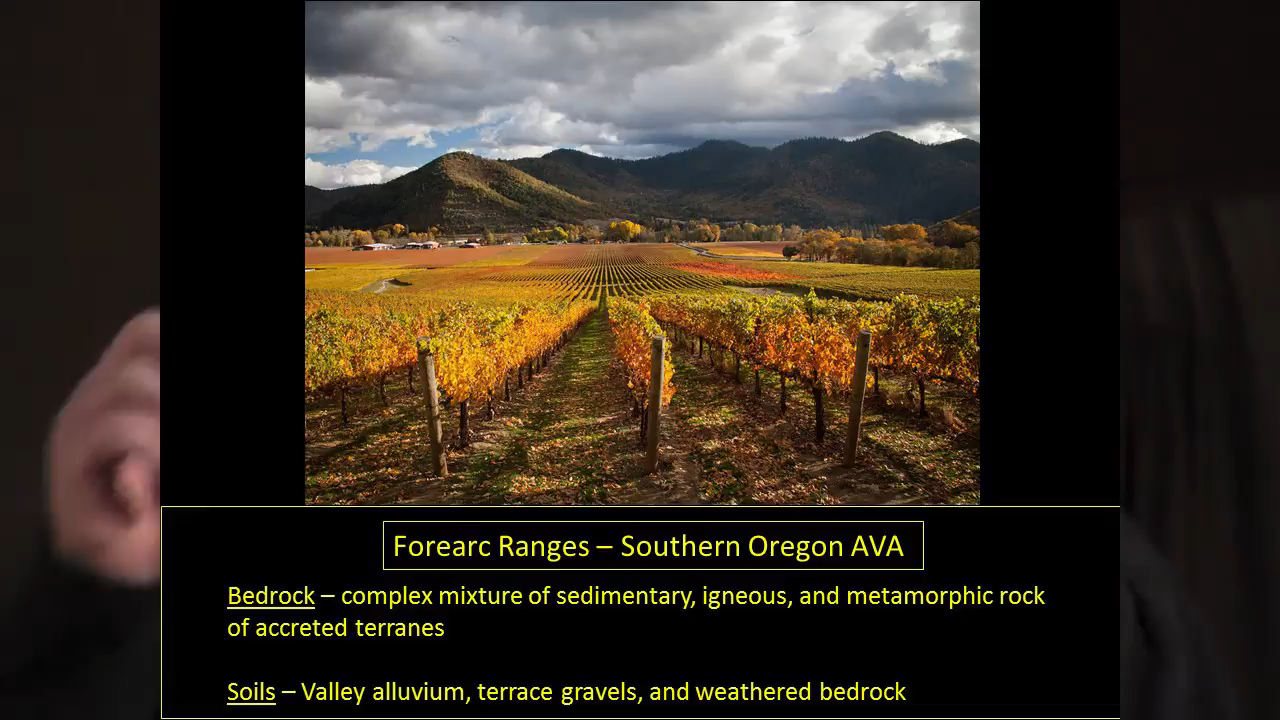 Forearc Ranges – Southern Oregon AVA
Bedrock – complex mixture of sedimentary, igneous, and metamorphic rock
of accreted terranes
Soils – Valley alluvium, terrace gravels, and weathered bedrock